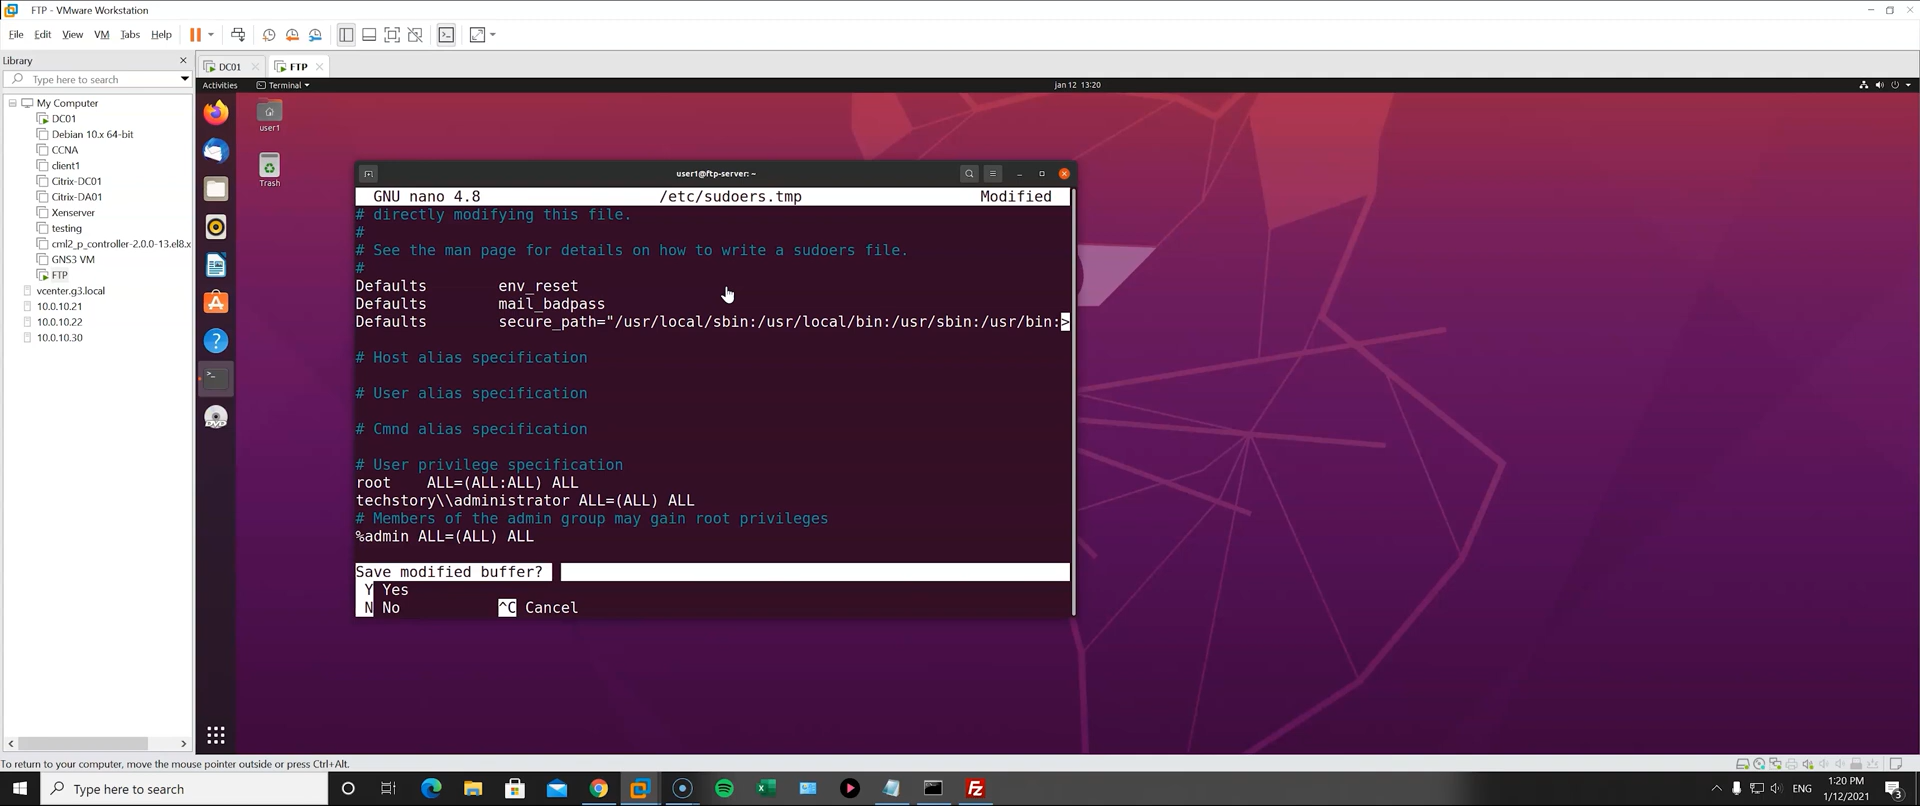 FTP - VMware Workstation
File Edit View VM Tabs Help
Library
Type here to search
My Computer
DC01
Debian 10.x 64-bit
CCNA
client1
Citrix-DC01
Citrix-DA01
Xenserver
testing
cml2_p_controller-2.0.0-13.el8.x
GNS3 VM
FTP
vcenter.g3.local
10.0.10.21
10.0.10.22
10.0.10.30
DC01 FTP
Activities Terminal jan 12 13:20
user1
Trash
user1@ftp-server: ~
GNU nano 4.8 /etc/sudoers.tmp Modified
# directly modifying this file.
#
# See the man page for details on how to write a sudoers file.
#
Defaults env_reset
Defaults mail_badpass
Defaults secure_path="/usr/local/sbin:/usr/local/bin:/usr/sbin:/usr/bin:>
# Host alias specification
# User alias specification
# Cmnd alias specification
# User privilege specification
root ALL=(ALL:ALL) ALL
techstory\\administrator ALL=(ALL) ALL
# Members of the admin group may gain root privileges
%admin ALL=(ALL) ALL
Save modified buffer?
Y Yes
N No ^C Cancel
To return to your computer, move the mouse pointer outside or press Ctrl+Alt.
Type here to search
ENG
1:20 PM
1/12/2021
3